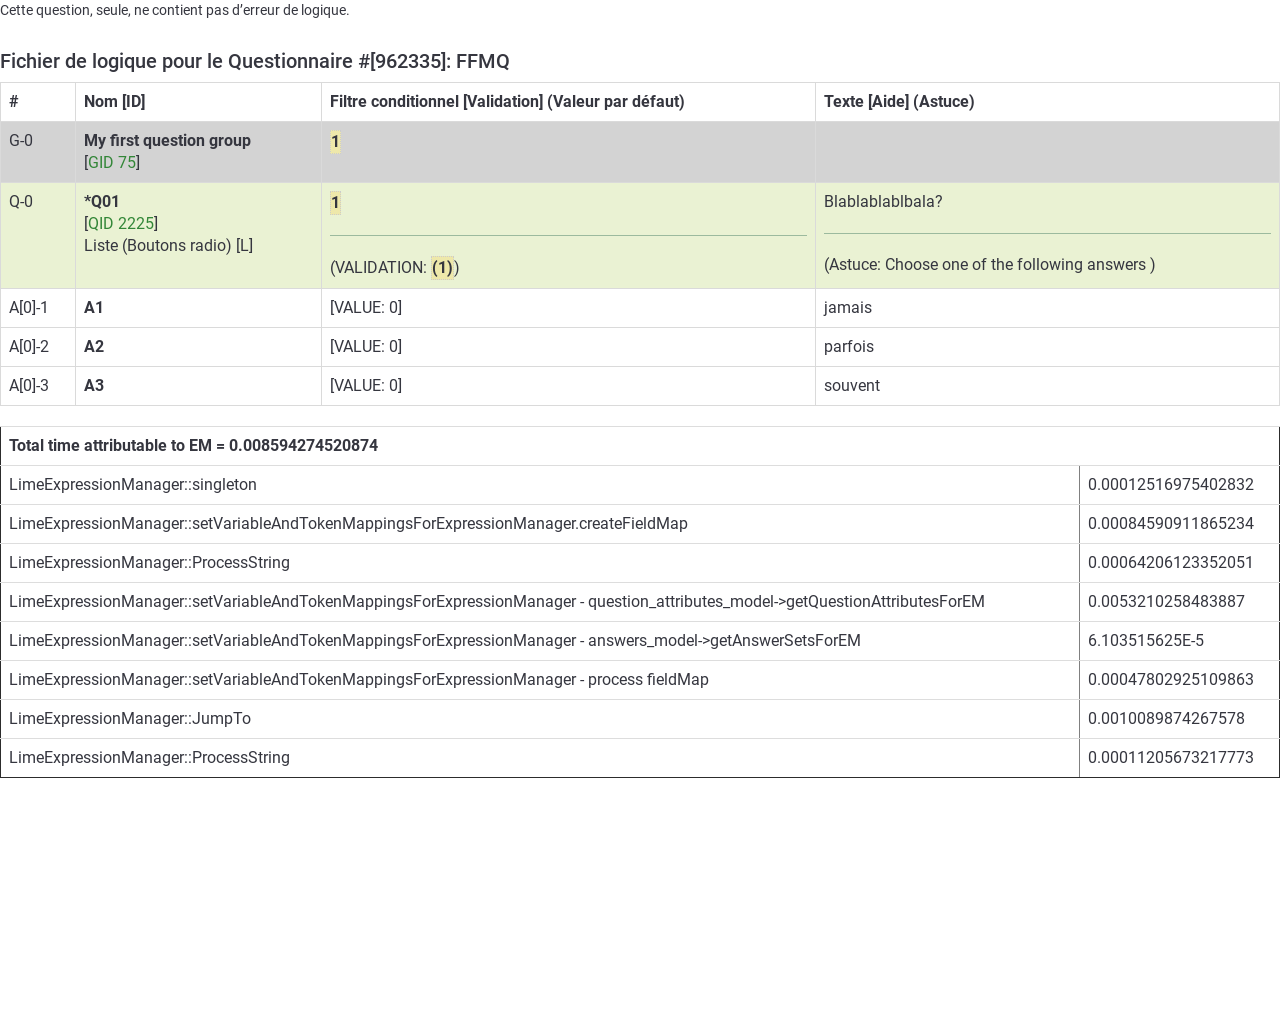 Cette question, seule, ne contient pas d’erreur de logique.
Fichier de logique pour le Questionnaire #[962335]: FFMQ
# Nom [ID] Filtre conditionnel [Validation] (Valeur par défaut) Texte [Aide] (Astuce)
G-0 My first question group 1
[GID 75]
Q-0 *Q01 1 Blablablablbala?
[QID 2225]
Liste (Boutons radio) [L]
(VALIDATION: (1)) (Astuce: Choose one of the following answers )
A[0]-1 A1 [VALUE: 0] jamais
A[0]-2 A2 [VALUE: 0] parfois
A[0]-3 A3 [VALUE: 0] souvent
Total time attributable to EM = 0.008594274520874
LimeExpressionManager::singleton 0.00012516975402832
LimeExpressionManager::setVariableAndTokenMappingsForExpressionManager.createFieldMap 0.00084590911865234
LimeExpressionManager::ProcessString 0.00064206123352051
LimeExpressionManager::setVariableAndTokenMappingsForExpressionManager - question_attributes_model->getQuestionAttributesForEM 0.0053210258483887
LimeExpressionManager::setVariableAndTokenMappingsForExpressionManager - answers_model->getAnswerSetsForEM 6.103515625E-5
LimeExpressionManager::setVariableAndTokenMappingsForExpressionManager - process fieldMap 0.00047802925109863
LimeExpressionManager::JumpTo 0.0010089874267578
LimeExpressionManager::ProcessString 0.00011205673217773